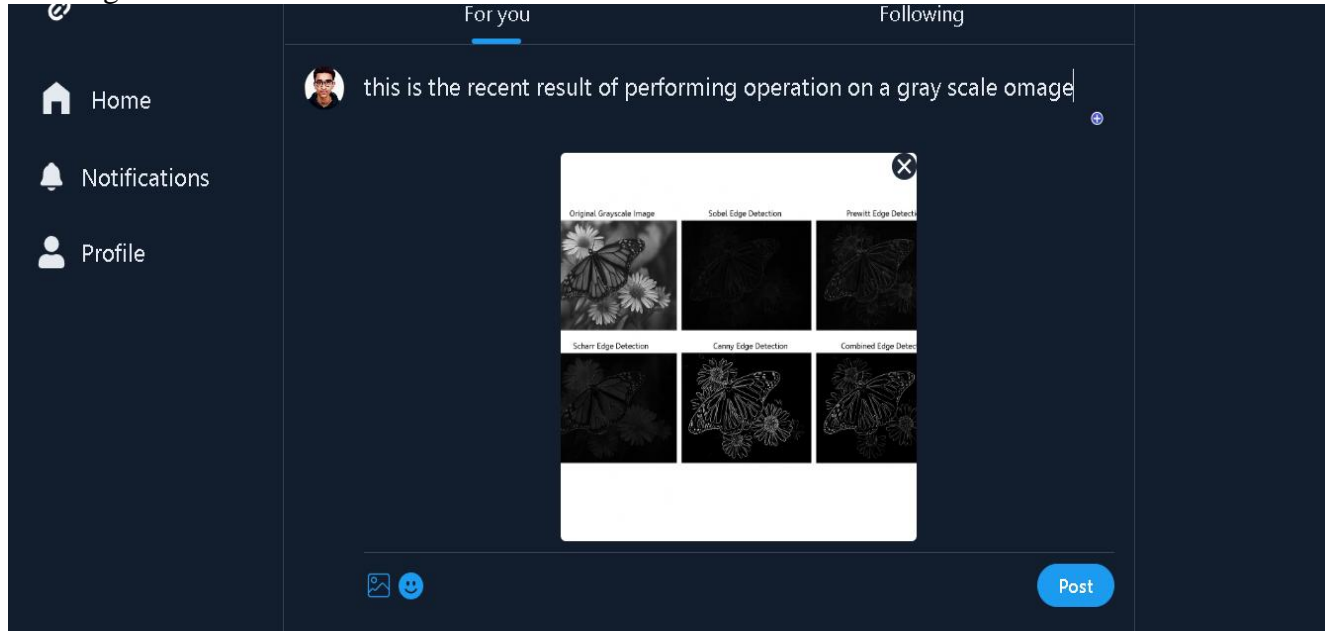 For you
Following
Home
Notifications
Profile
this is the recent result of performing operation on a gray scale omage
Original Grayscale Image
Sobel Edge Detection
Prewitt Edge Detecti
Scharr Edge Detection
Canny Edge Detection
Combined Edge Detec
Post